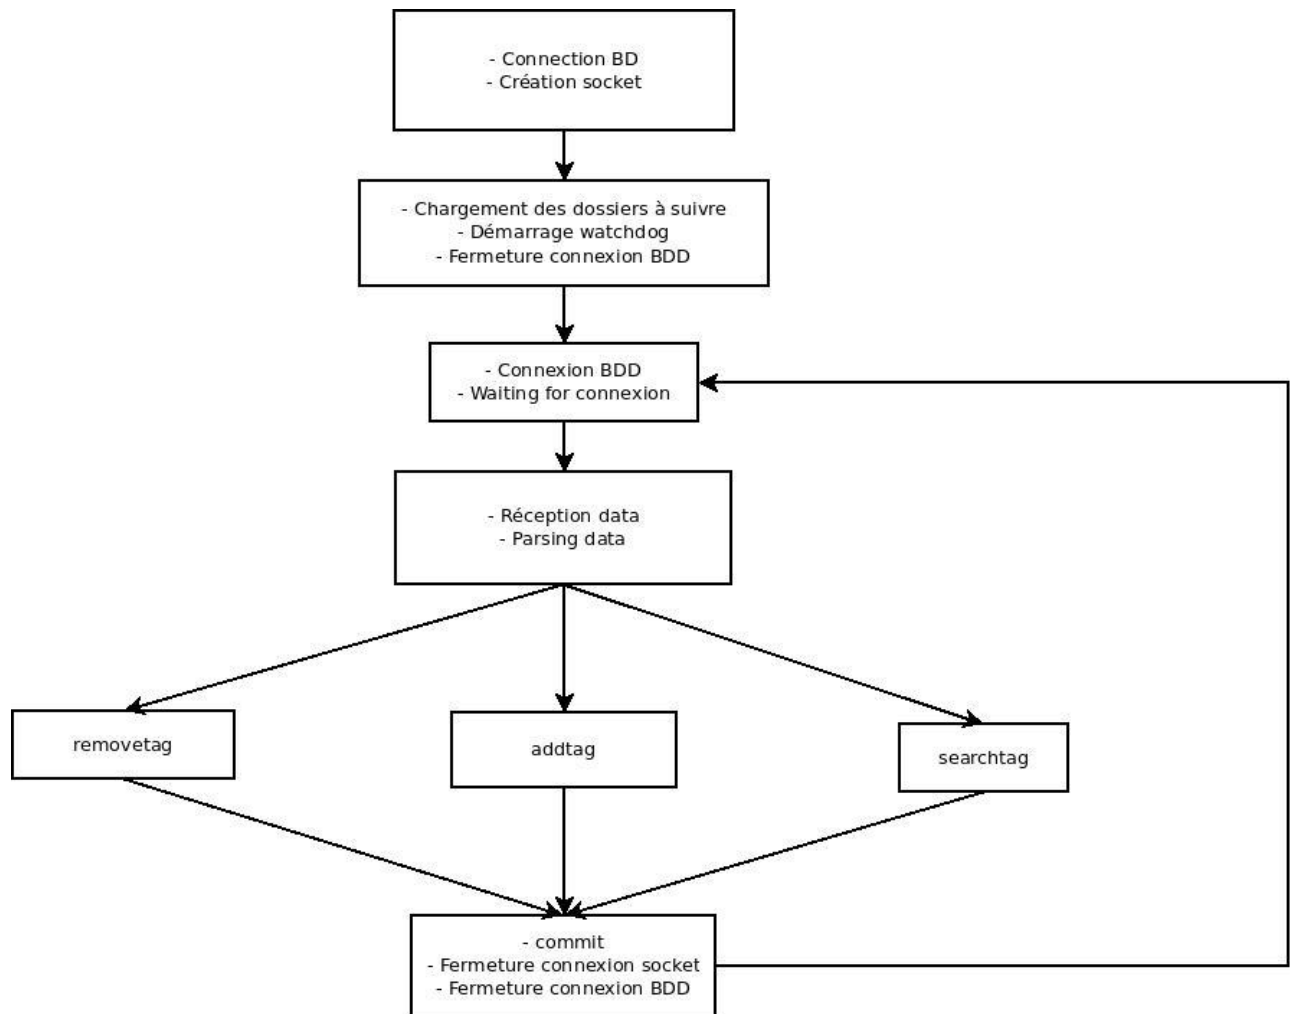 - Connection BD
- Création socket
- Chargement des dossiers à suivre
- Démarrage watchdog
- Fermeture connexion BDD
- Connexion BDD
- Waiting for connexion
- Réception data
- Parsing data
removetag
addtag
searchtag
- commit
- Fermeture connexion socket
- Fermeture connexion BDD